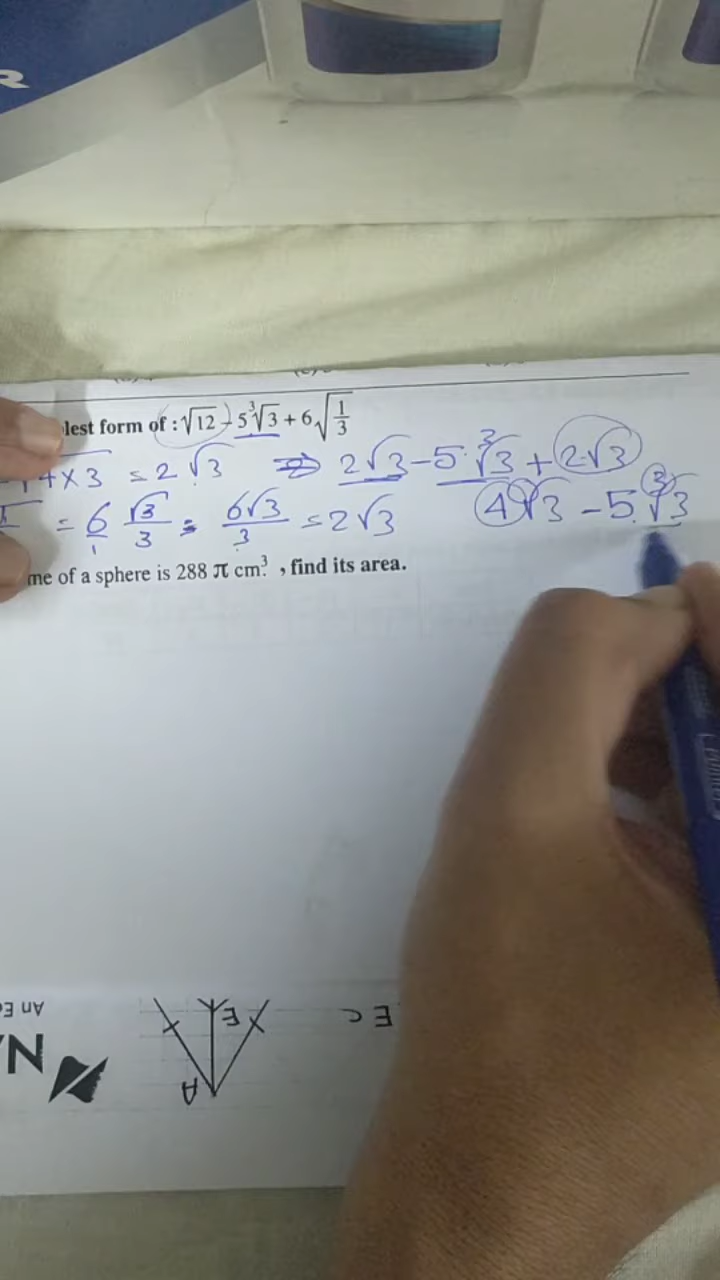 R
lest form of : √12 - 5 ∛3 + 6 √(1/3)
4 × 3 = 2 √3 ⇒ 2√3 - 5 ∛3 + 2√3
= 6/1 √3/3 = 6√3/3 = 2√3 4√3 - 5 ∛3
me of a sphere is 288 π cm³ , find its area.
E C
E
A
N